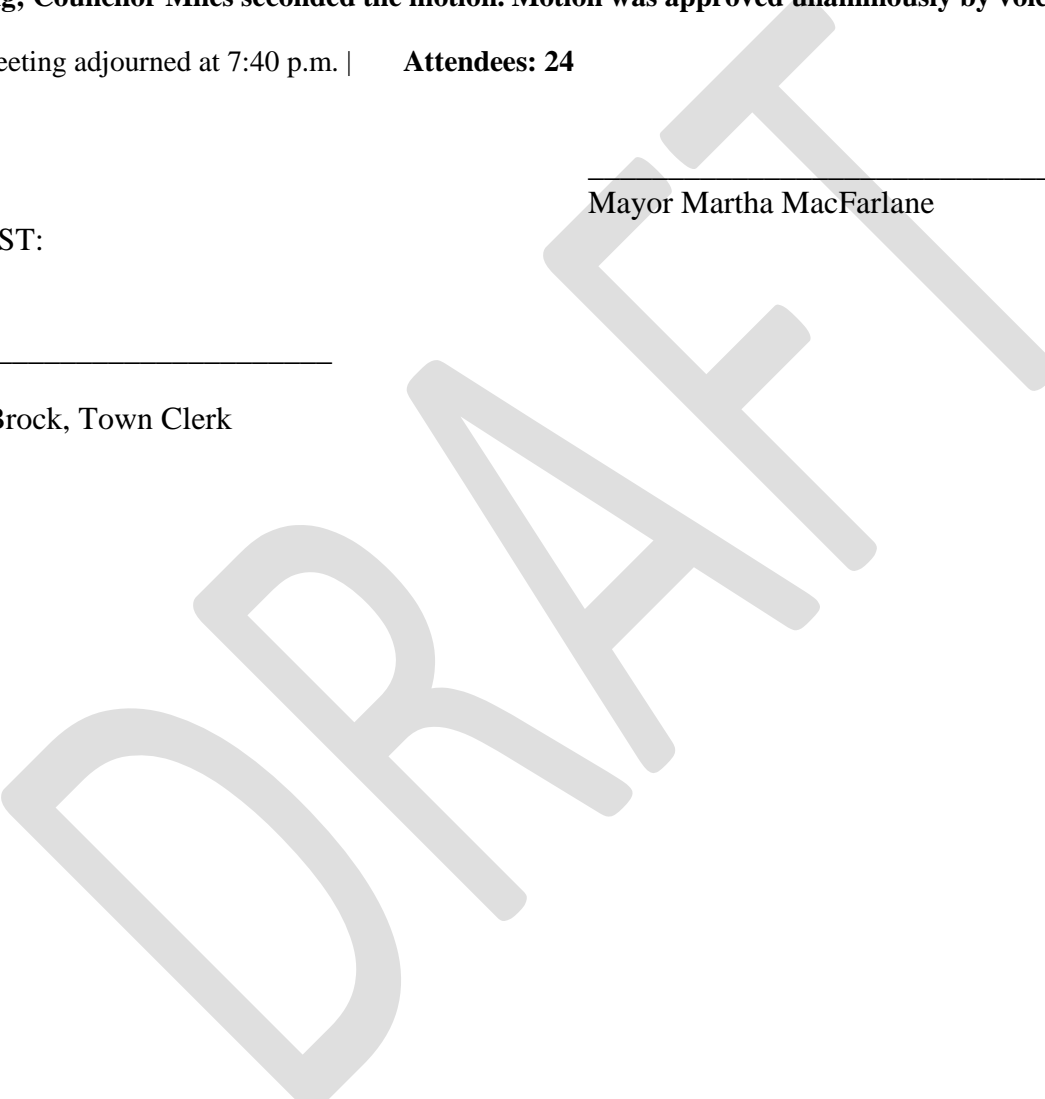 g, Councilor Miles seconded the motion. Motion was approved unanimously by voic
eeting adjourned at 7:40 p.m. | Attendees: 24
Mayor Martha MacFarlane
ST:
Brock, Town Clerk
DRAFT